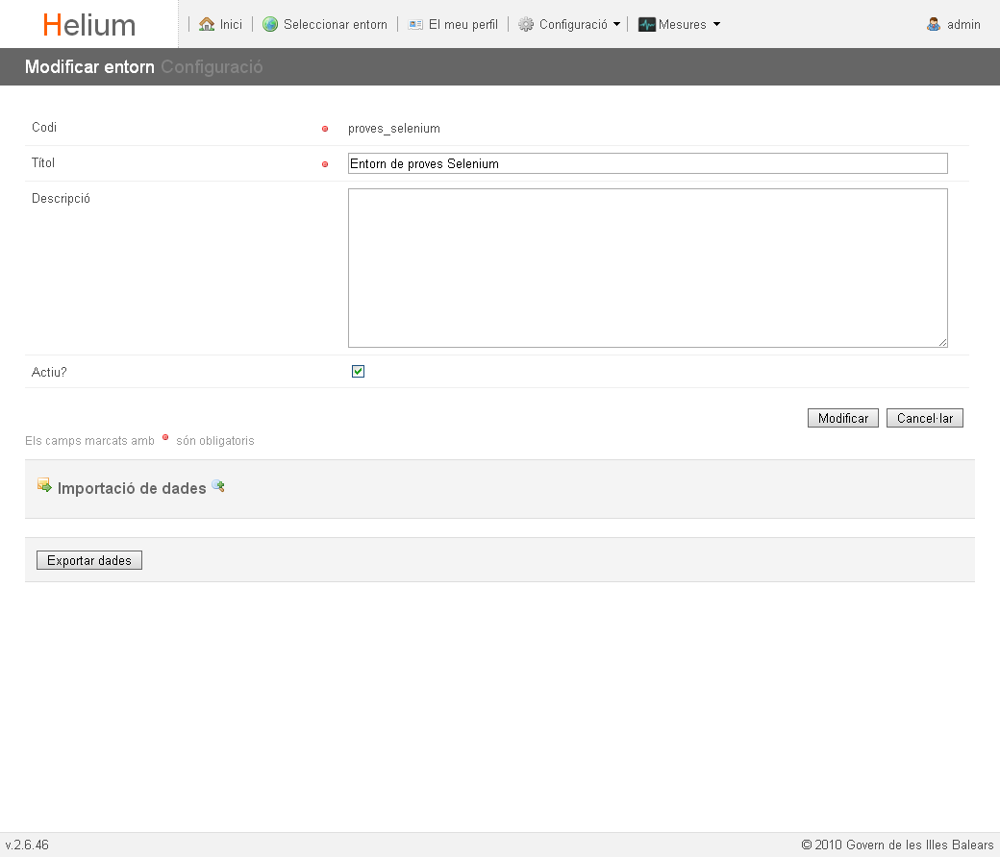 Helium Inici Seleccionar entorn El meu perfil Configuració Mesures admin
Modificar entorn Configuració
Codi proves_selenium
Títol Entorn de proves Selenium
Descripció
Actiu?
Modificar Cancel·lar
Els camps marcats amb són obligatoris
Importació de dades
Exportar dades
v.2.6.46 © 2010 Govern de les Illes Balears